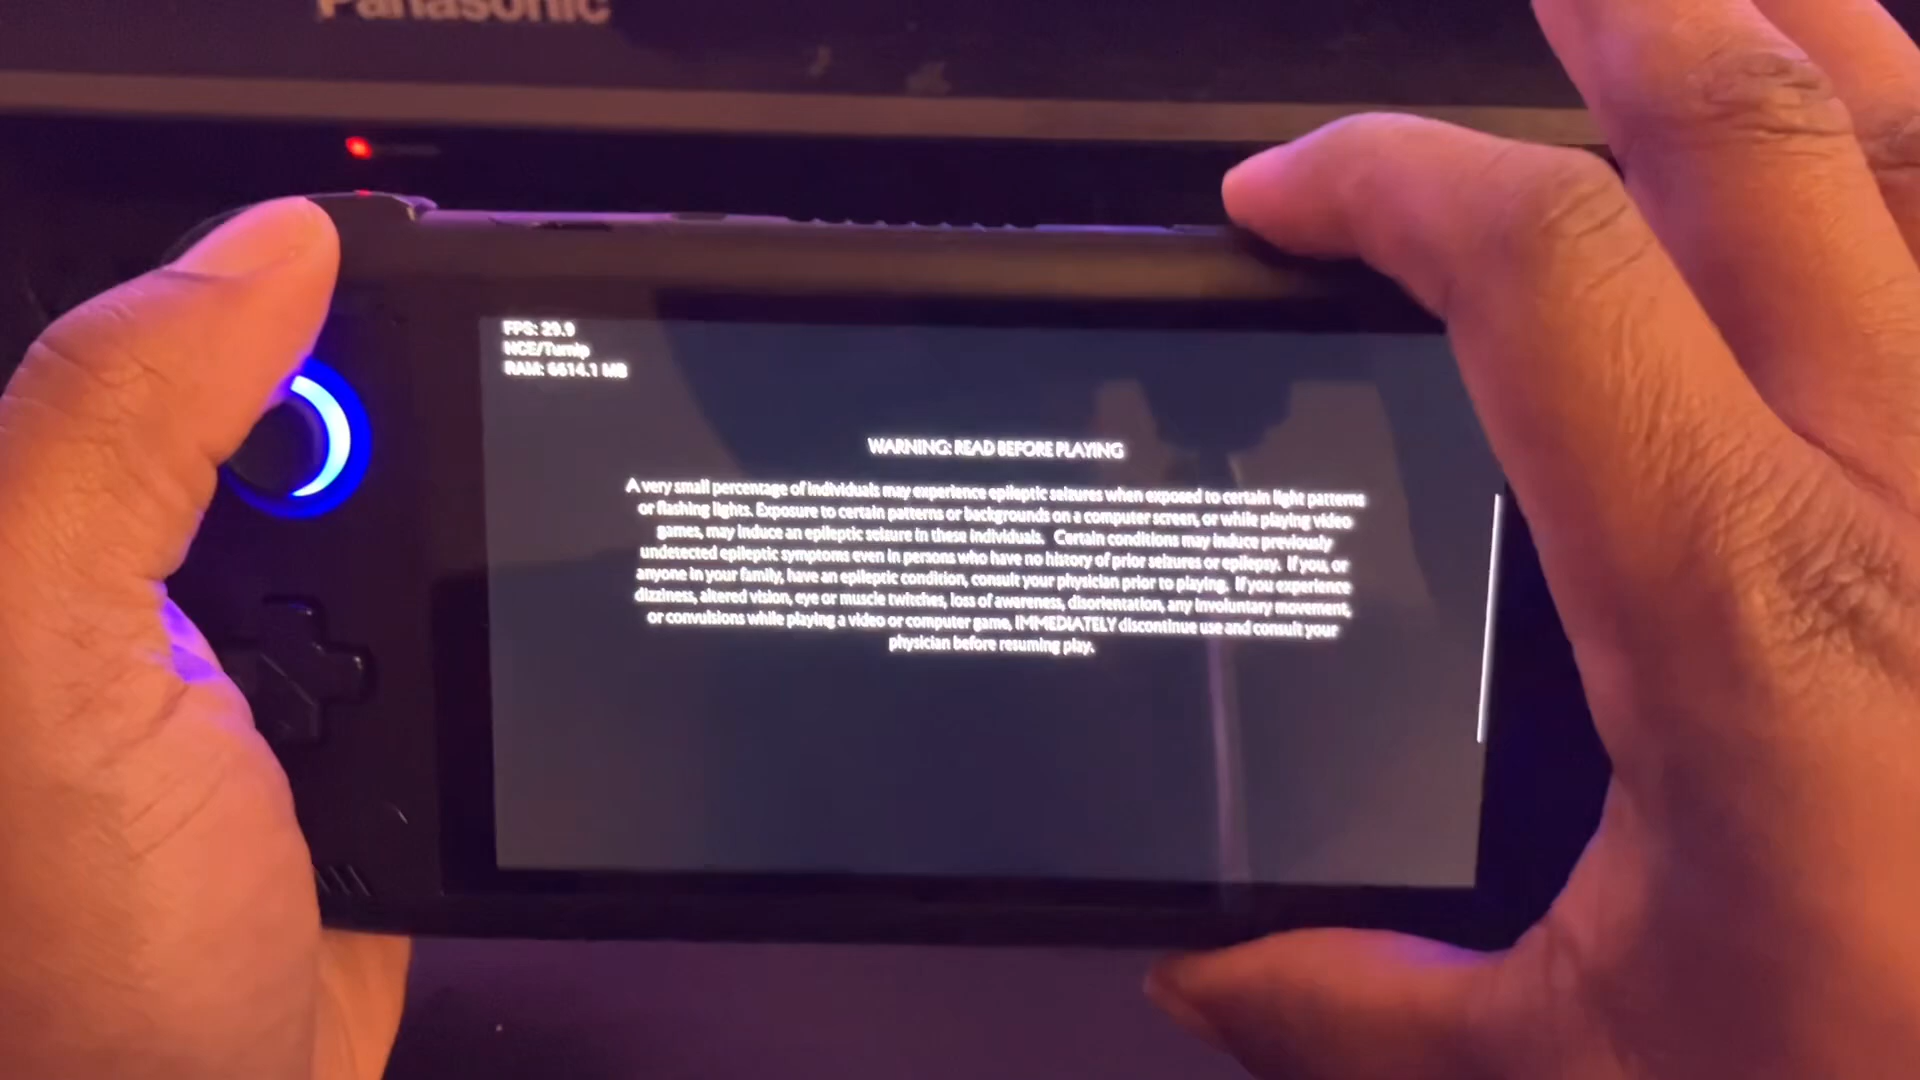 Panasonic
FPS: 29.9
NCE/Turnip
RAM: 6614.1 MB
WARNING: READ BEFORE PLAYING
A very small percentage of individuals may experience epileptic seizures when exposed to certain light patterns
or flashing lights. Exposure to certain patterns or backgrounds on a computer screen, or while playing video
games, may induce an epileptic seizure in these individuals. Certain conditions may induce previously
undetected epileptic symptoms even in persons who have no history of prior seizures or epilepsy. If you, or
anyone in your family, have an epileptic condition, consult your physician prior to playing. If you experience
dizziness, altered vision, eye or muscle twitches, loss of awareness, disorientation, any involuntary movement,
or convulsions while playing a video or computer game, IMMEDIATELY discontinue use and consult your
physician before resuming play.